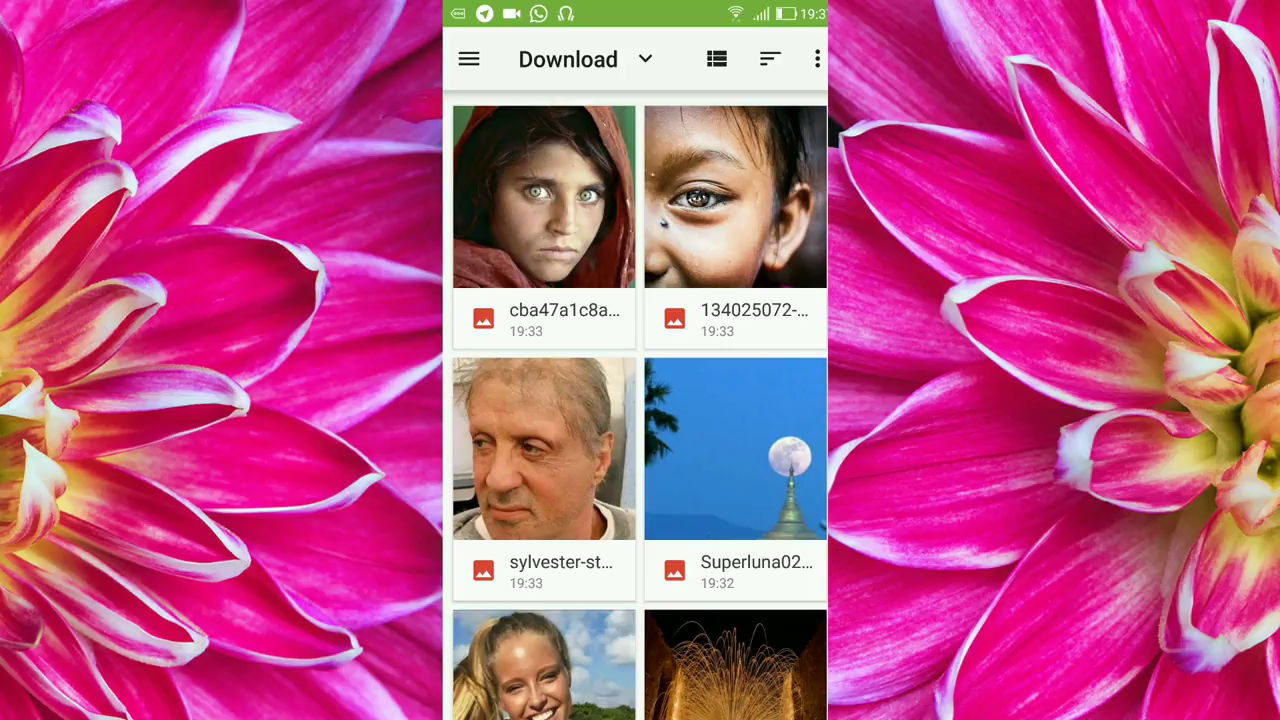 19:3
Download
cba47a1c8a...
19:33
134025072-...
19:33
sylvester-st...
19:33
Superluna02...
19:32